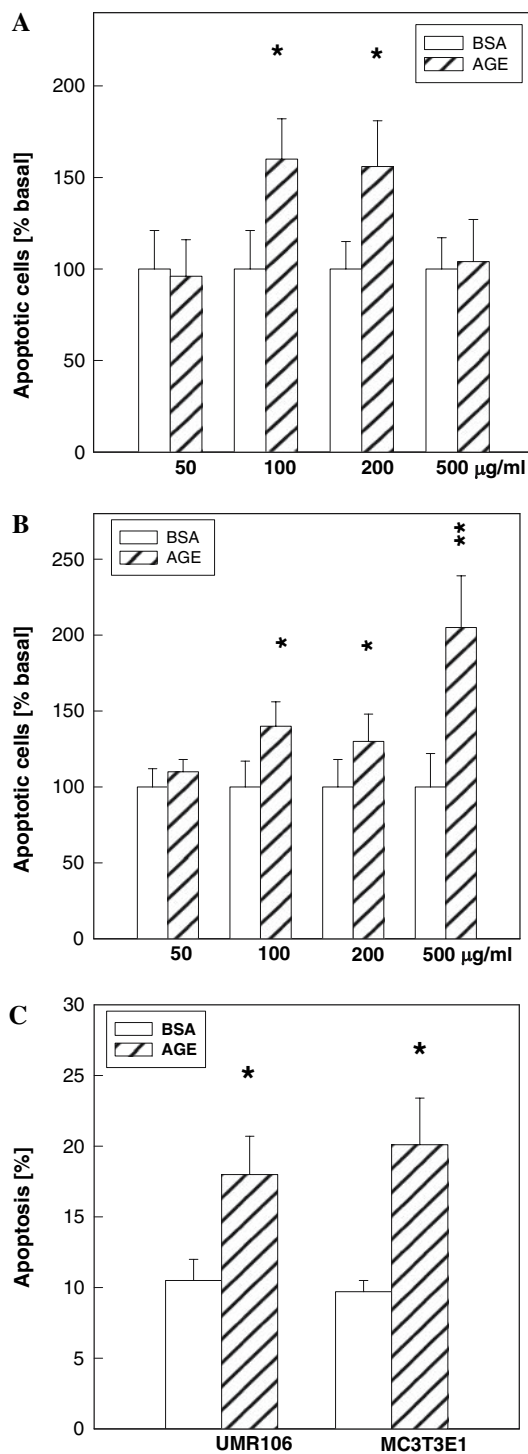 A
BSA
AGE
Apoptotic cells [% basal]
200
150
100
50
0
50 100 200 500 µg/ml
*
*
B
BSA
AGE
Apoptotic cells [% basal]
250
200
150
100
50
0
50 100 200 500 µg/ml
*
*
**
C
BSA
AGE
Apoptosis [%]
30
25
20
15
10
5
0
UMR106 MC3T3E1
*
*